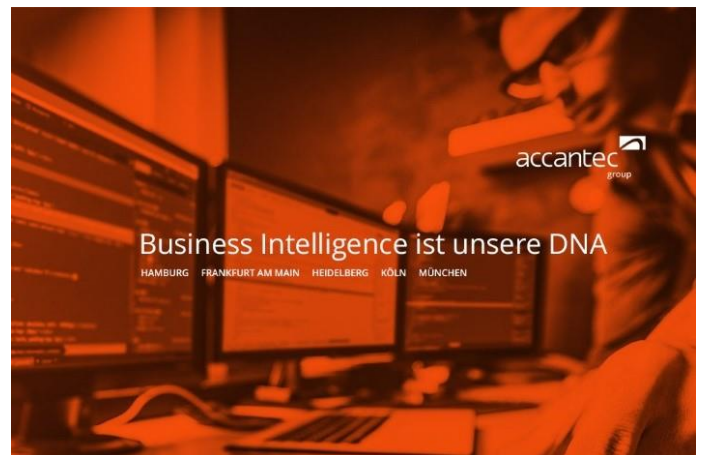 accantec
group
Business Intelligence ist unsere DNA
HAMBURG FRANKFURT AM MAIN HEIDELBERG KÖLN MÜNCHEN